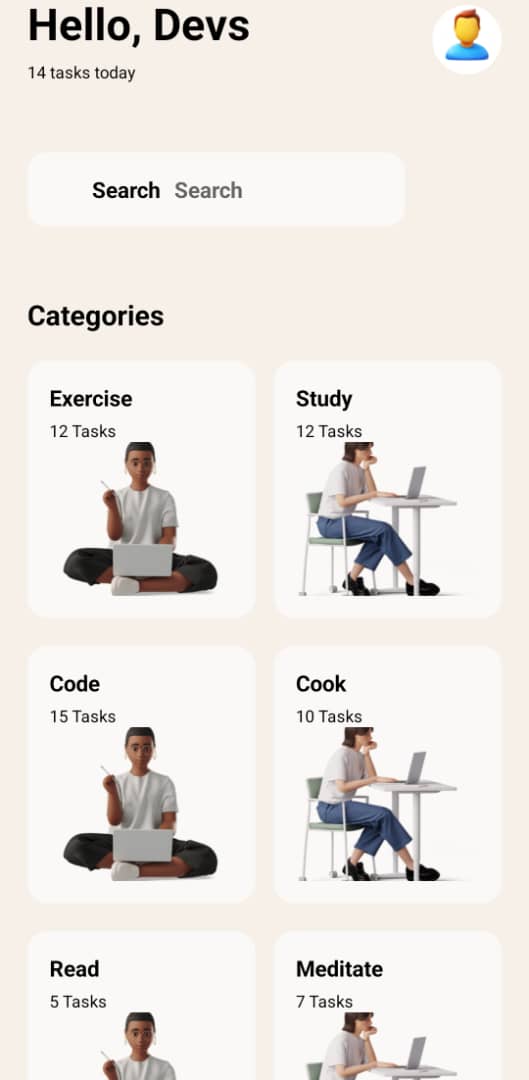 Hello, Devs
14 tasks today
Search Search
Categories
Exercise
12 Tasks
Study
12 Tasks
Code
15 Tasks
Cook
10 Tasks
Read
5 Tasks
Meditate
7 Tasks